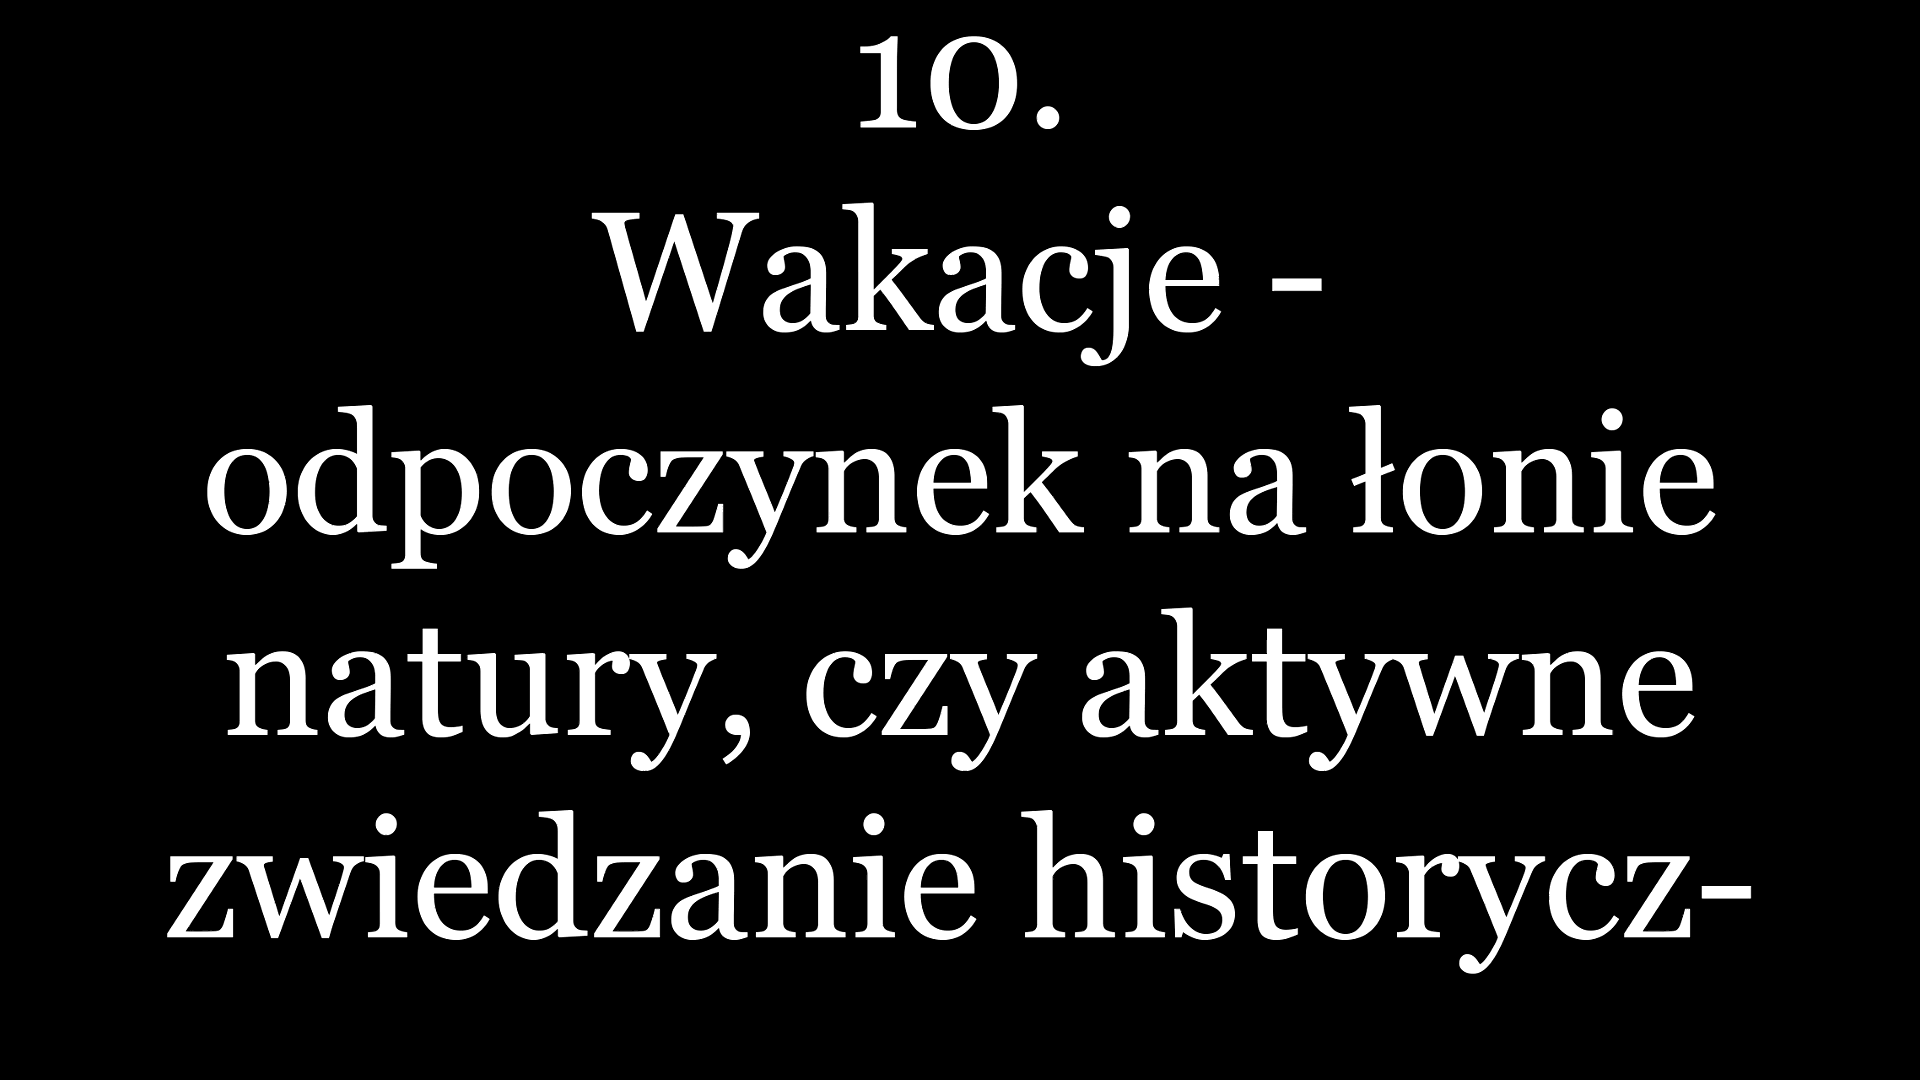 10.
Wakacje -
odpoczynek na łonie
natury, czy aktywne
zwiedzanie historycz-